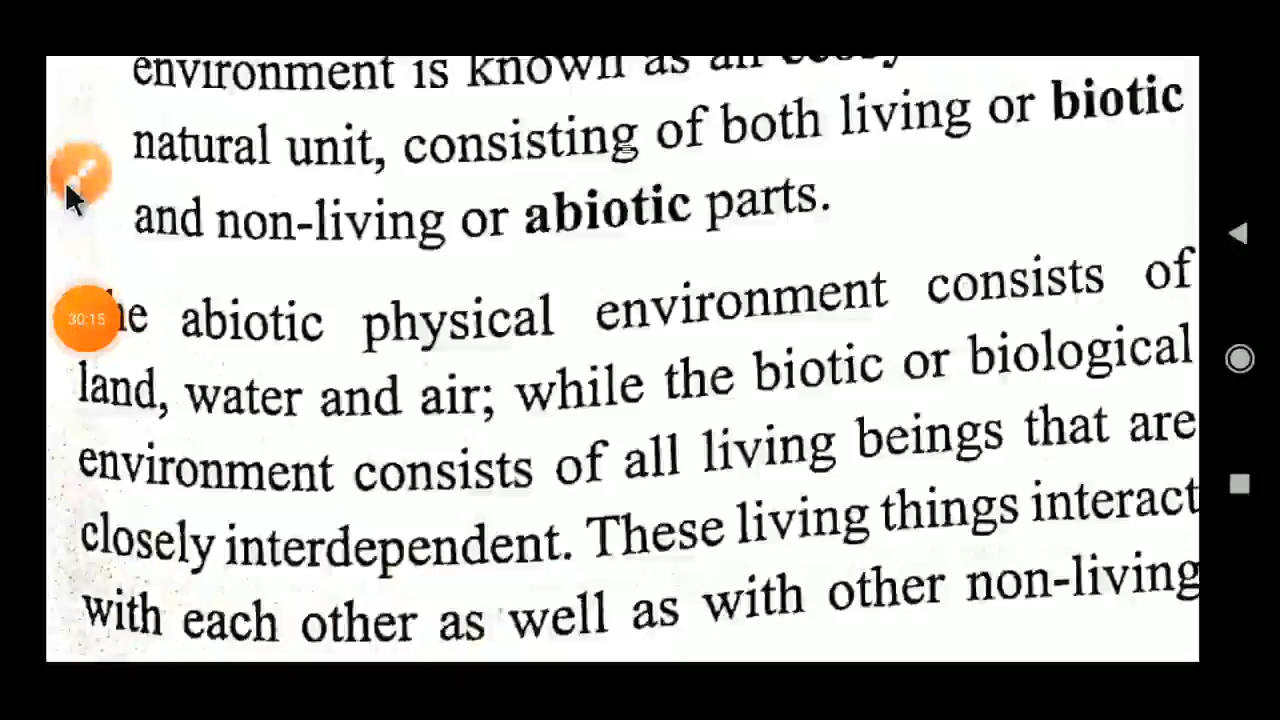 environment is known as an
natural unit, consisting of both living or biotic
and non-living or abiotic parts.
30:15
he abiotic physical environment consists of
land, water and air; while the biotic or biological
environment consists of all living beings that are
closely interdependent. These living things interact
with each other as well as with other non-living